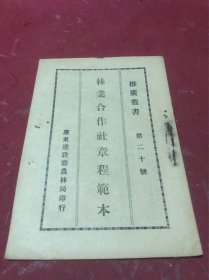 推廣叢書　第二十號
林業合作社章程範本
廣東建設廳農林局印行